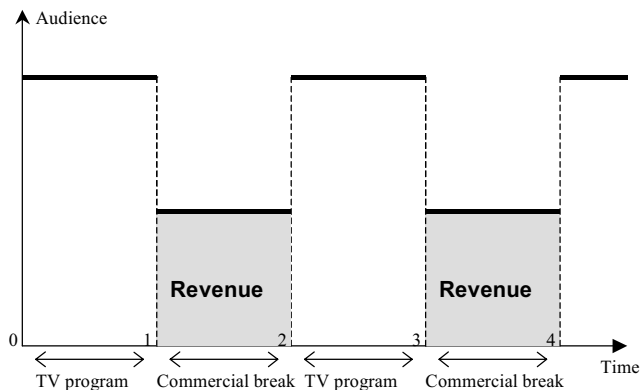 Audience
Revenue Revenue
0 1 2 3 4
Time
TV program Commercial break TV program Commercial break